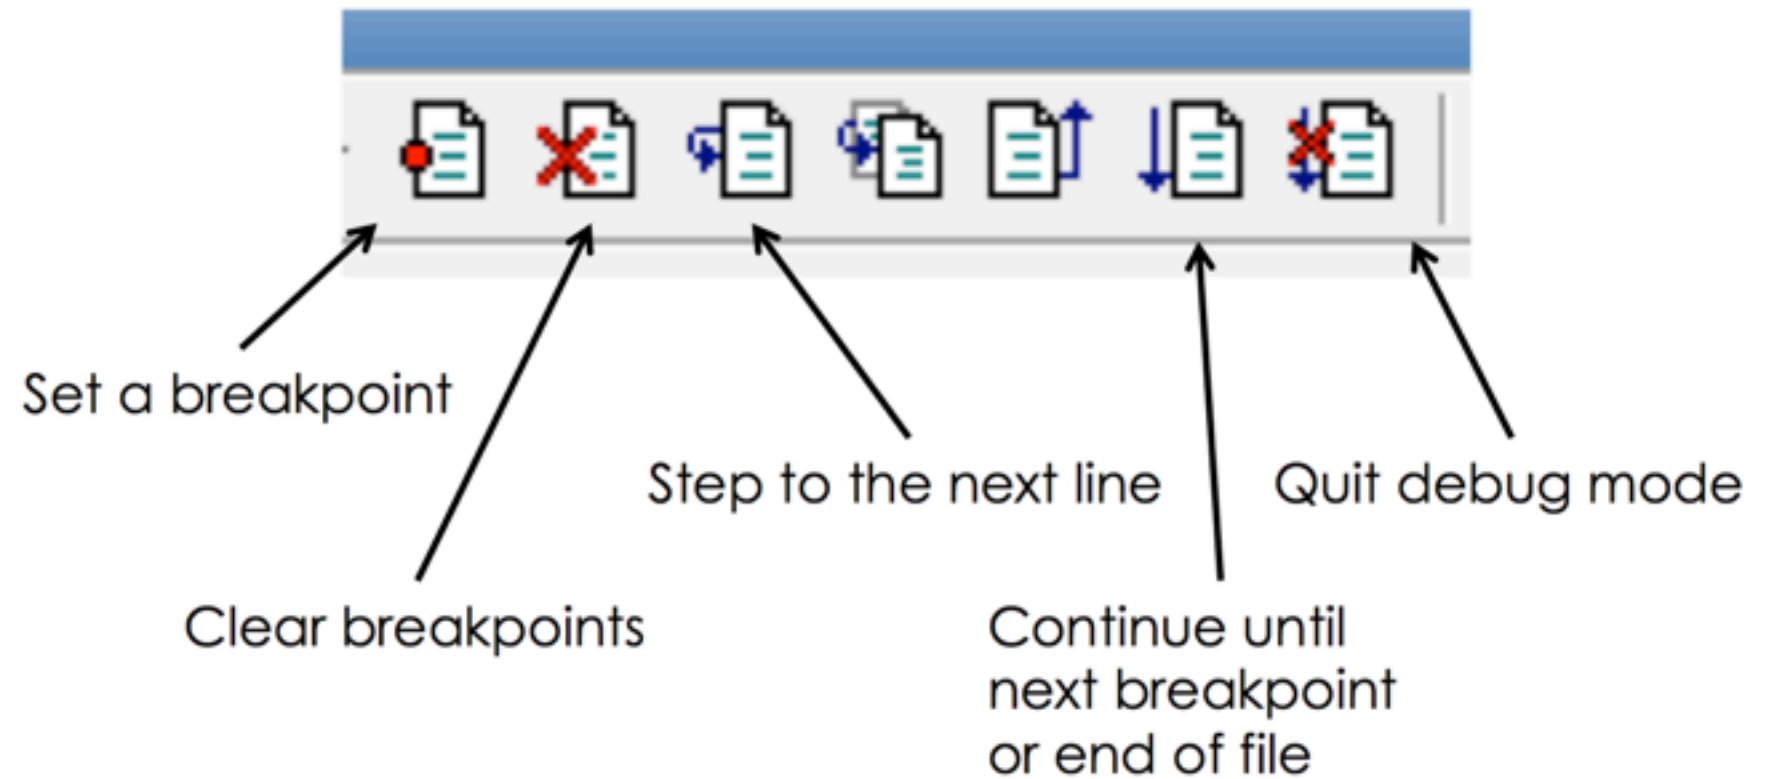 Set a breakpoint
Step to the next line
Quit debug mode
Clear breakpoints
Continue until
next breakpoint
or end of file